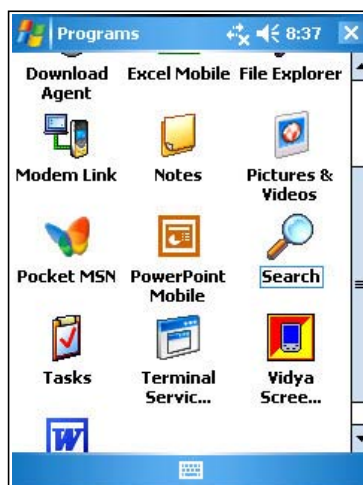 Programs 8:37
Download Excel Mobile File Explorer
Agent
Modem Link Notes Pictures &
Videos
Pocket MSN PowerPoint Search
Mobile
Tasks Terminal Vidya
Servic... Scree...
W